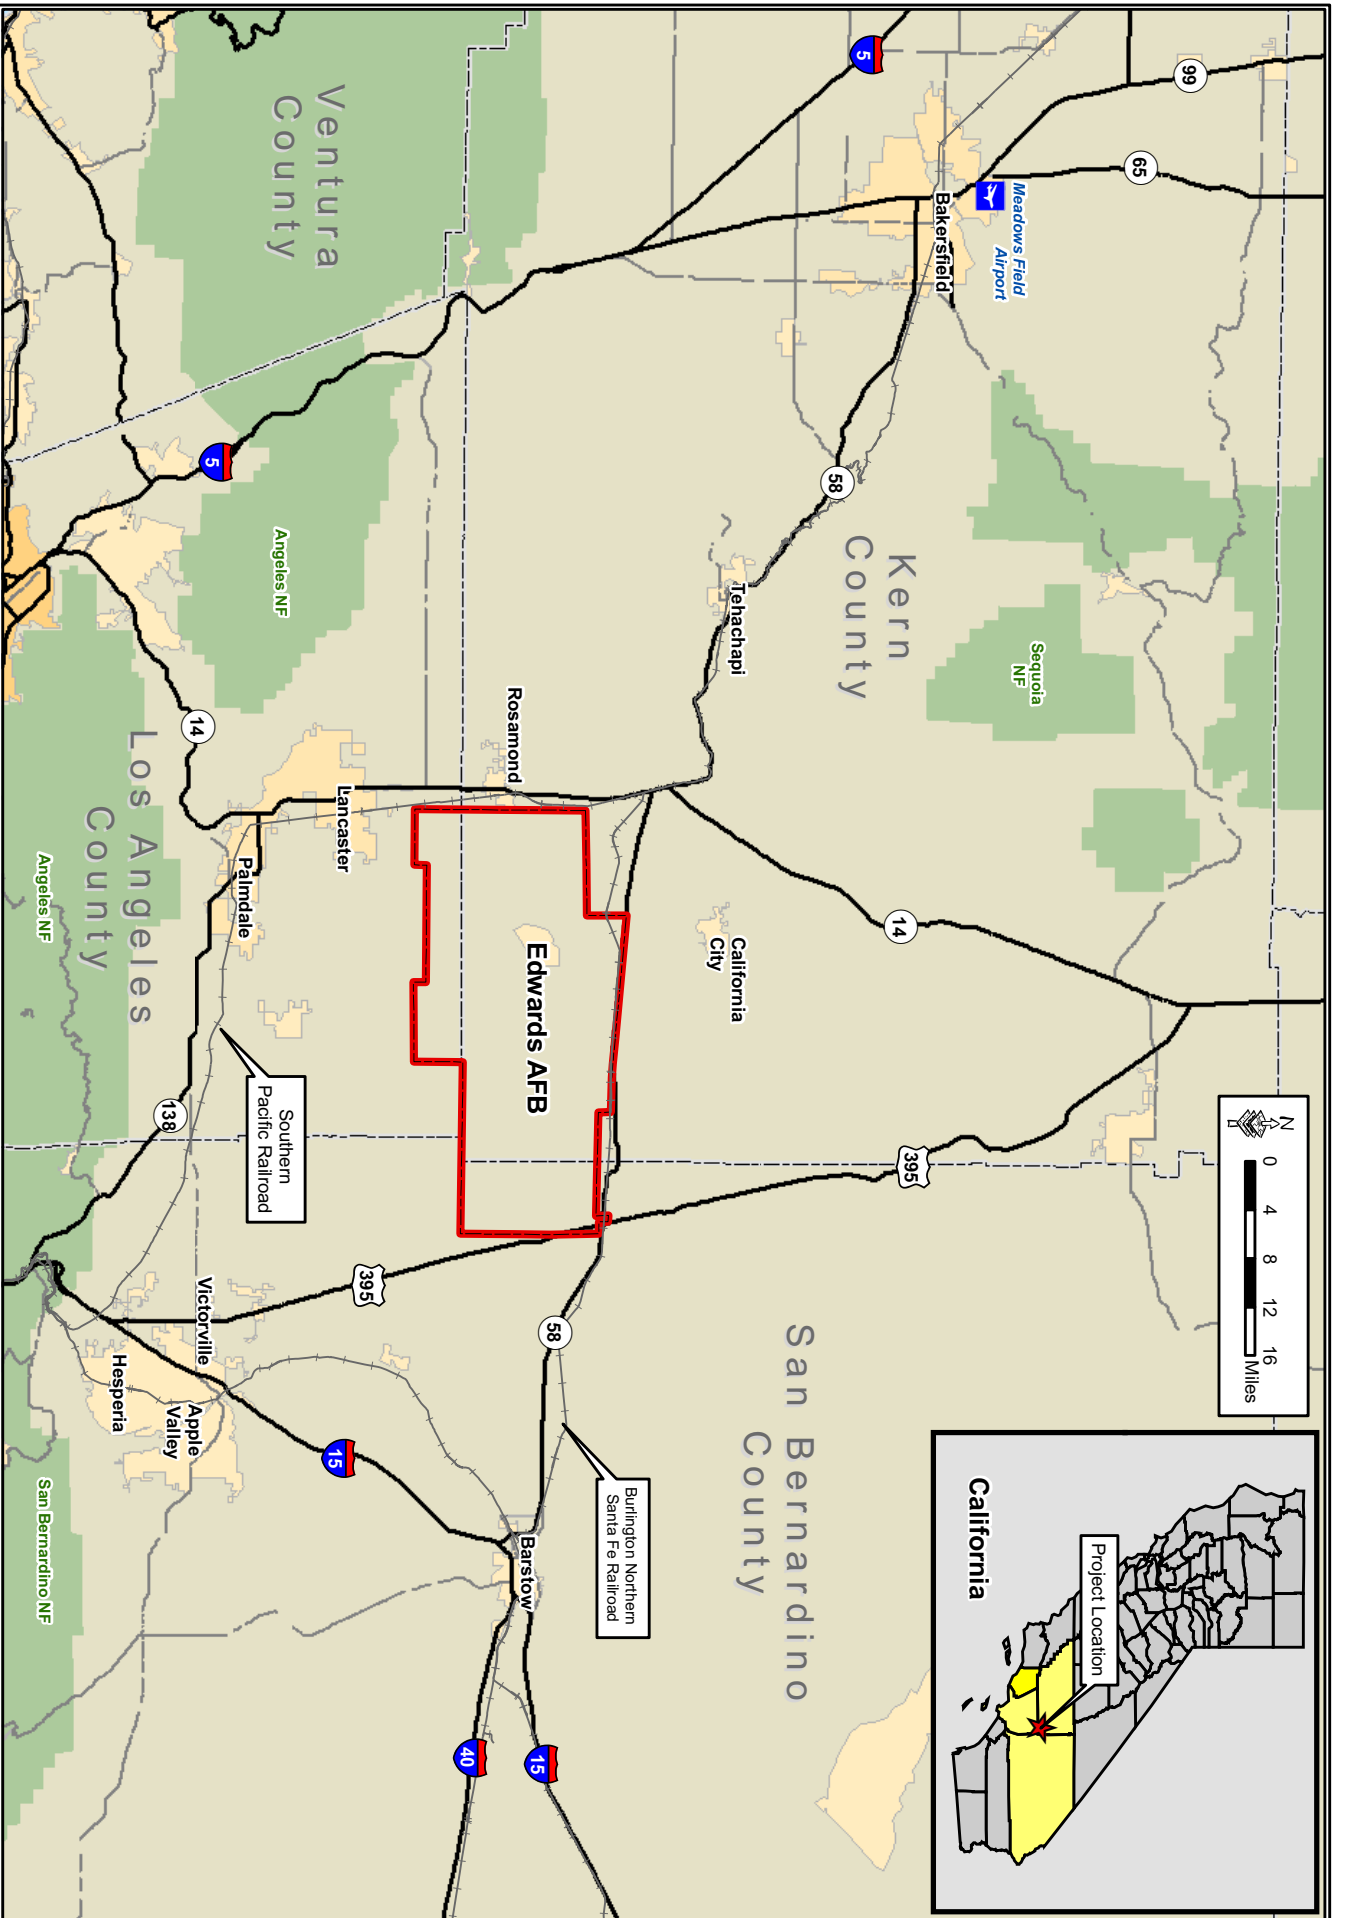 99
65
5
Meadows Field
Airport
Bakersfield
58
Kern
County
Sequoia
NF
Tehachapi
Ventura
County
5
Angeles NF
14
Rosamond
Lancaster
Palmdale
Los Angeles
County
Angeles NF
Edwards AFB
California
City
14
395
N
0
4
8
12
16
Miles
California
Project Location
San Bernardino
County
138
Southern
Pacific Railroad
395
58
Victorville
Hesperia
Apple
Valley
15
Burlington Northern
Santa Fe Railroad
Barstow
15
40
San Bernardino NF